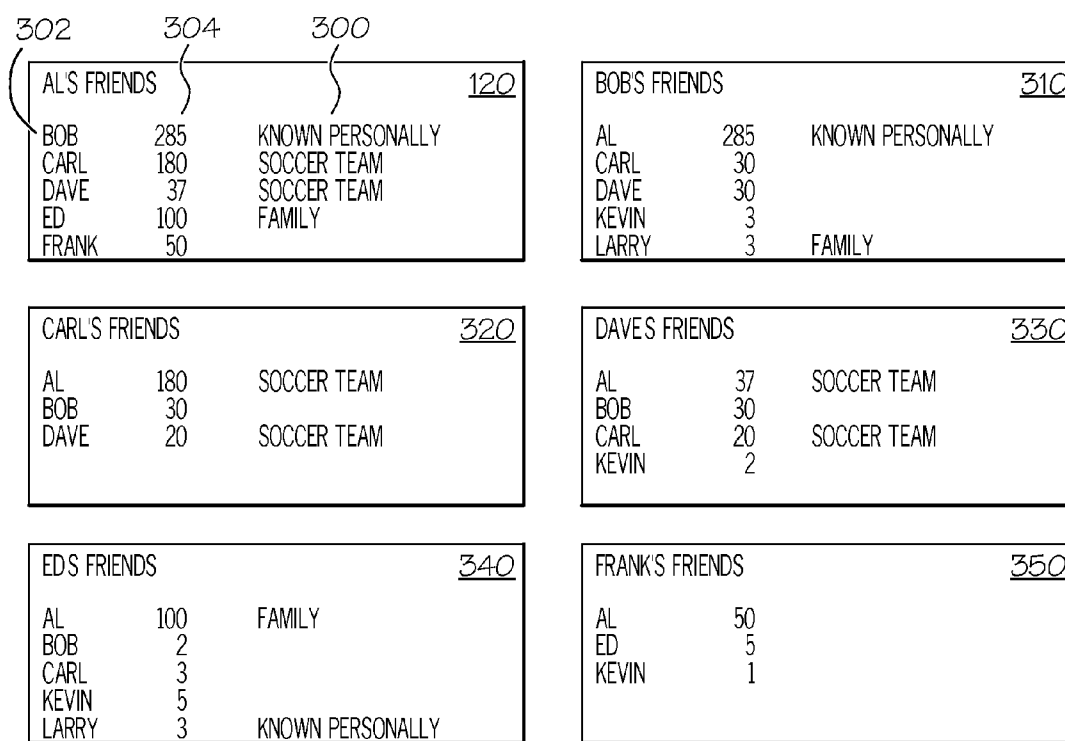 302 304 300
AL'S FRIENDS 120
BOB 285 KNOWN PERSONALLY
CARL 180 SOCCER TEAM
DAVE 37 SOCCER TEAM
ED 100 FAMILY
FRANK 50
BOB'S FRIENDS 310
AL 285 KNOWN PERSONALLY
CARL 30
DAVE 30
KEVIN 3
LARRY 3 FAMILY
CARL'S FRIENDS 320
AL 180 SOCCER TEAM
BOB 30
DAVE 20 SOCCER TEAM
DAVE'S FRIENDS 330
AL 37 SOCCER TEAM
BOB 30
CARL 20 SOCCER TEAM
KEVIN 2
ED'S FRIENDS 340
AL 100 FAMILY
BOB 2
CARL 3
KEVIN 5
LARRY 3 KNOWN PERSONALLY
FRANK'S FRIENDS 350
AL 50
ED 5
KEVIN 1